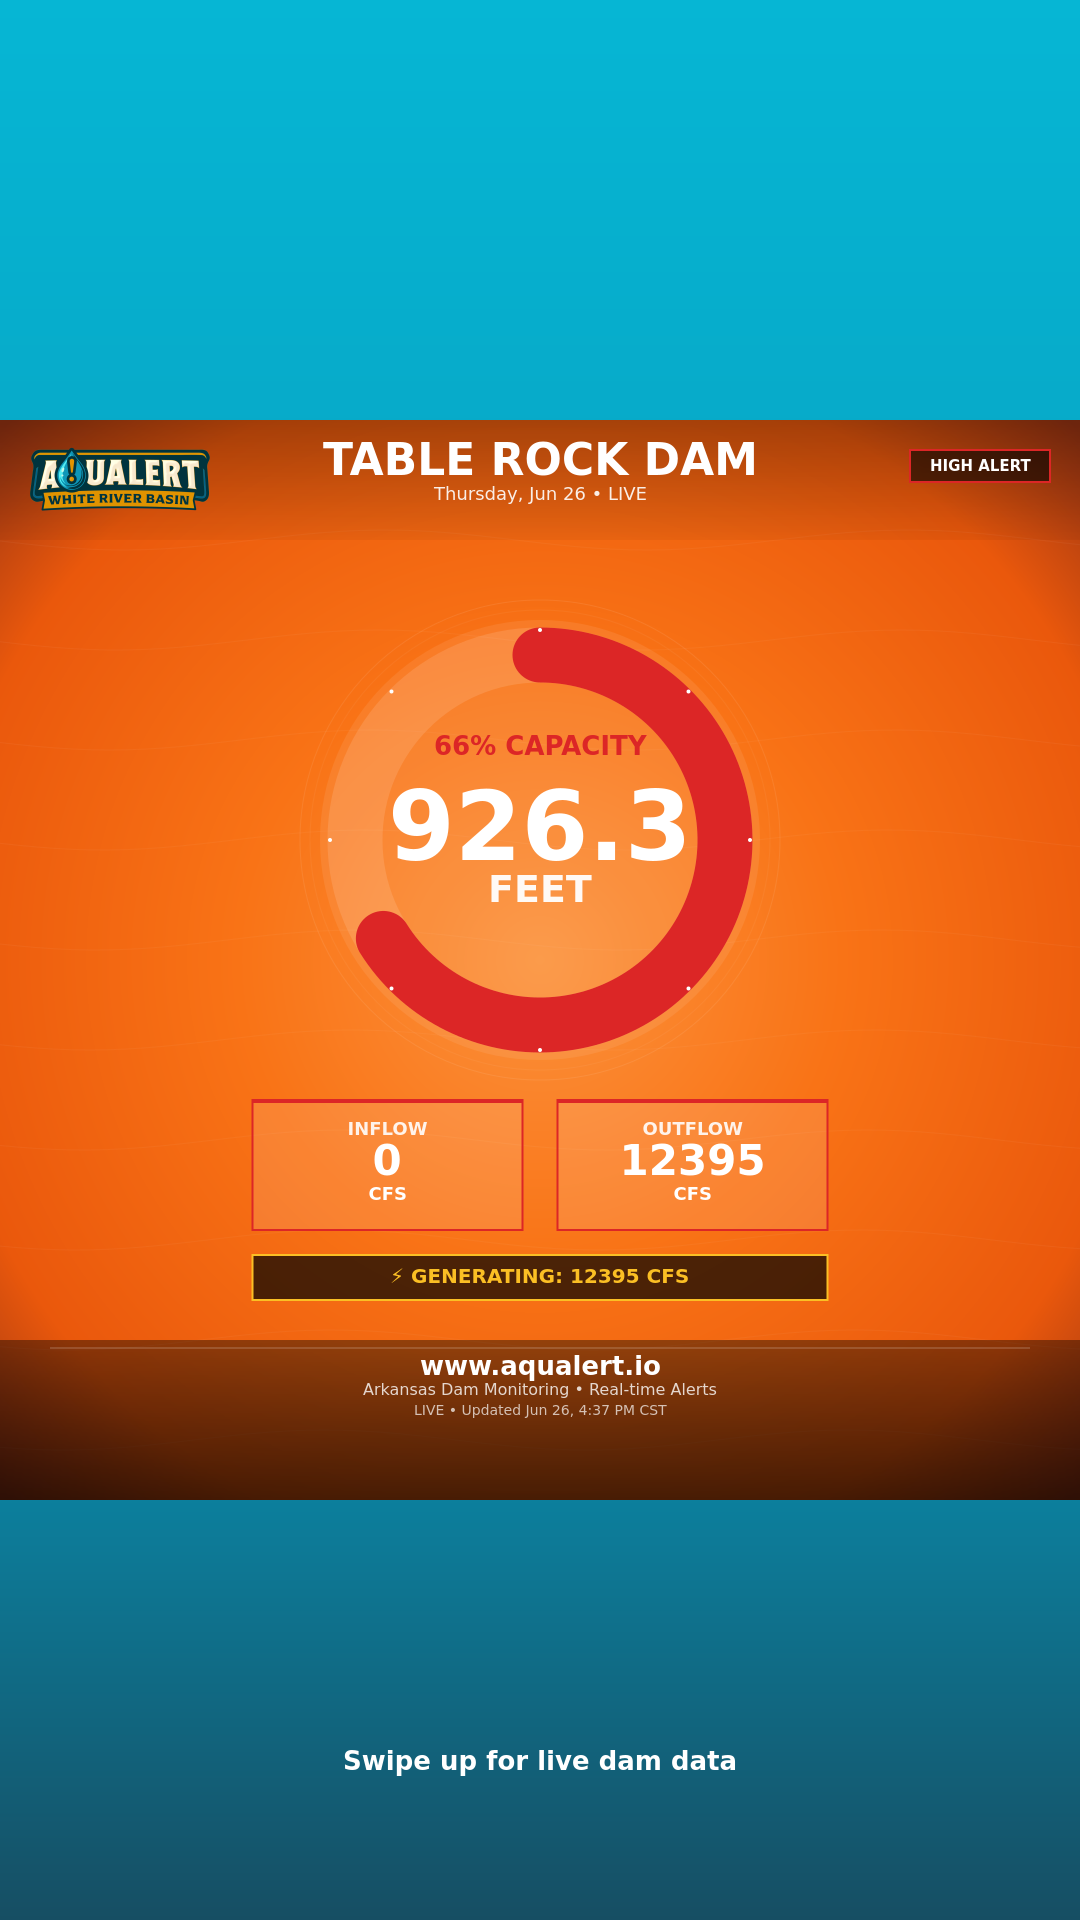 AQUALERT
WHITE RIVER BASIN
TABLE ROCK DAM
Thursday, Jun 26 • LIVE
HIGH ALERT
66% CAPACITY
926.3
FEET
INFLOW
0
CFS
OUTFLOW
12395
CFS
⚡ GENERATING: 12395 CFS
www.aqualert.io
Arkansas Dam Monitoring • Real-time Alerts
LIVE • Updated Jun 26, 4:37 PM CST
Swipe up for live dam data